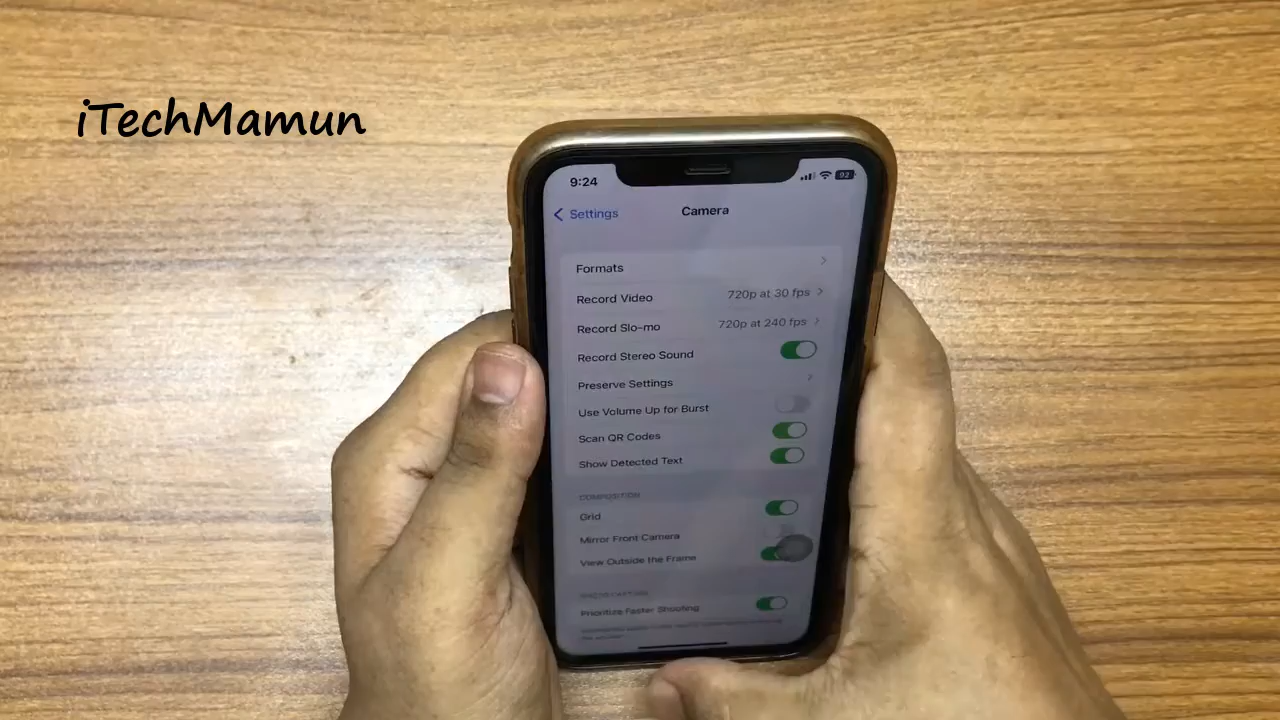 iTechMamun
9:24
92
Settings
Camera
Formats
Record Video 720p at 30 fps
Record Slo-mo 720p at 240 fps
Record Stereo Sound
Preserve Settings
Use Volume Up for Burst
Scan QR Codes
Show Detected Text
COMPOSITION
Grid
Mirror Front Camera
View Outside the Frame
Prioritize Faster Shooting